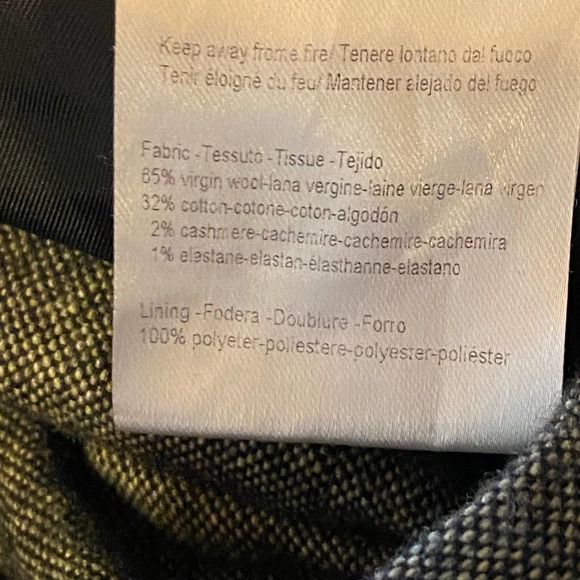 Keep away frome fire/ Tenere lontano dal fuoco
Tenir eloigne du feu/ Mantener alejado del fuego
Fabric -Tessuto -Tissue -Tejido
65% virgin wool-lana vergine-laine vierge-lana virgen
32% cotton-cotone-coton-algodón
2% cashmere-cachemire-cachemire-cachemira
1% elastane-elastan-élasthanne-elastano
Lining -Fodera -Doublure -Forro
100% polyeter-poliestere-polyester-poliéster